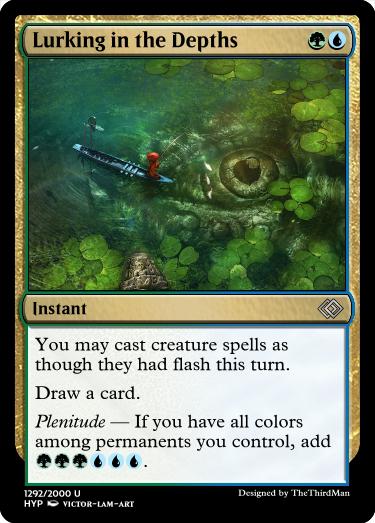 Lurking in the Depths
Instant
You may cast creature spells as
though they had flash this turn.
Draw a card.
Plenitude — If you have all colors
among permanents you control, add
.
1292/2000 U
HYP VICTOR-LAM-ART
Designed by TheThirdMan